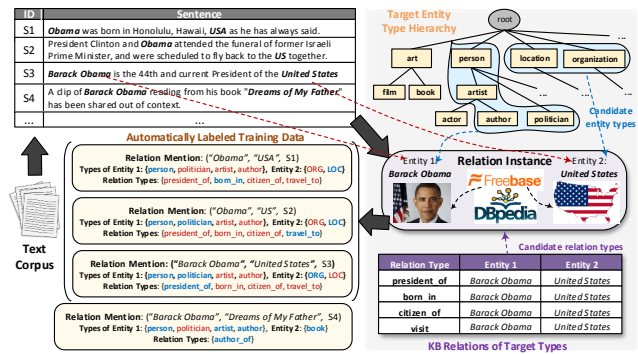 ID Sentence
S1 Obama was born in Honolulu, Hawaii, USA as he has always said.
S2 President Clinton and Obama attended the funeral of former Israeli
Prime Minister, and were scheduled to fly back to the US together.
S3 Barack Obama is the 44th and current President of the United States
S4 A clip of Barack Obama reading from his book "Dreams of My Father"
has been shared out of context.
... ...
Target Entity
Type Hierarchy
root
art person location organization ...
film book artist ... ...
actor author politician
Candidate
entity types
Text
Corpus
Automatically Labeled Training Data
Relation Mention: ("Obama", "USA", S1)
Types of Entity 1: {person, politician, artist, author}, Entity 2: {ORG, LOC}
Relation Types: {president_of, born_in, citizen_of, travel_to}
Relation Mention: ("Obama", "US", S2)
Types of Entity 1: {person, politician, artist, author}, Entity 2: {ORG, LOC}
Relation Types: {president_of, born_in, citizen_of, travel_to}
Relation Mention: ("Barack Obama", "United States", S3)
Types of Entity 1: {person, politician, artist, author}, Entity 2: {ORG, LOC}
Relation Types: {president_of, born_in, citizen_of, travel_to}
Relation Mention: ("Barack Obama", "Dreams of My Father", S4)
Types of Entity 1: {person, politician, artist, author}, Entity 2: {book}
Relation Types: {author_of}
Entity 1: Relation Instance Entity 2:
Barack Obama United States
Freebase
DBpedia
Candidate relation types
Relation Type Entity 1 Entity 2
president_of Barack Obama United States
born_in Barack Obama United States
citizen_of Barack Obama United States
visit Barack Obama United States
KB Relations of Target Types